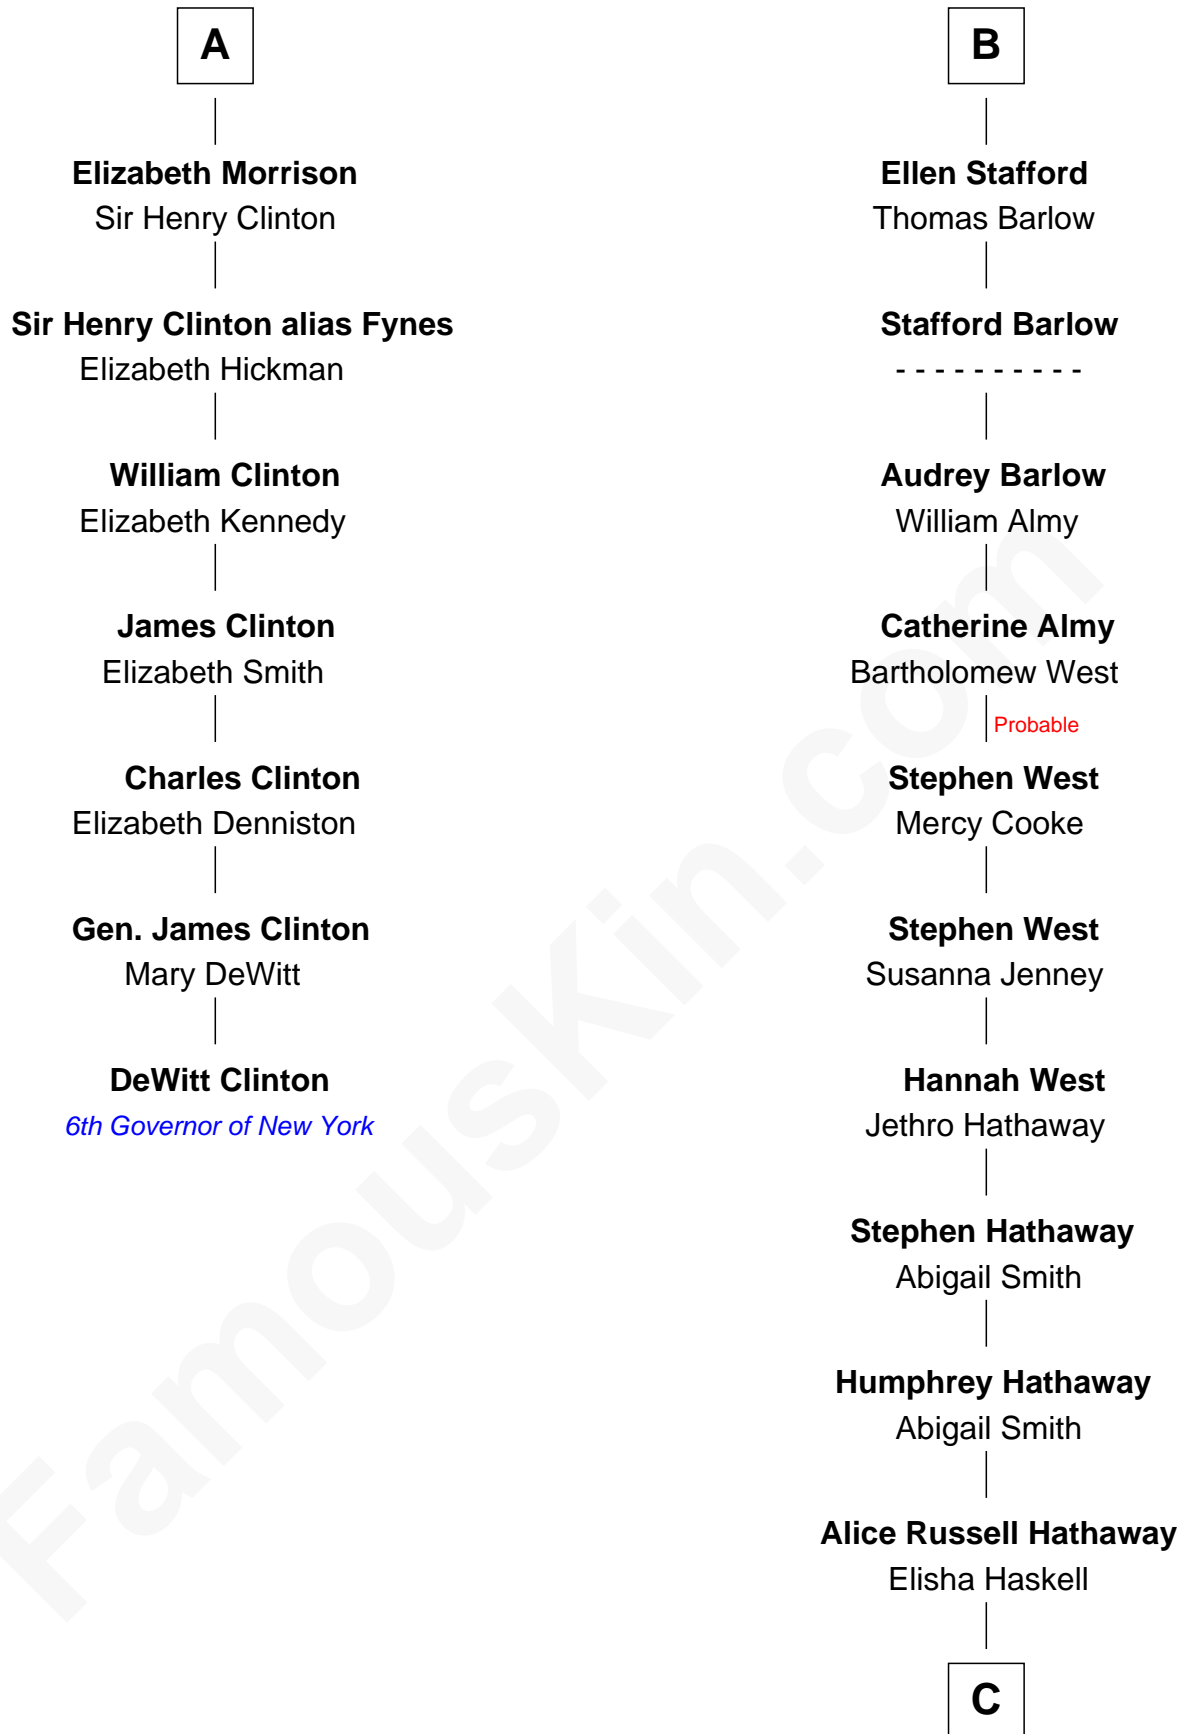 A
Elizabeth Morrison
Sir Henry Clinton
Sir Henry Clinton alias Fynes
Elizabeth Hickman
William Clinton
Elizabeth Kennedy
James Clinton
Elizabeth Smith
Charles Clinton
Elizabeth Denniston
Gen. James Clinton
Mary DeWitt
DeWitt Clinton
6th Governor of New York
B
Ellen Stafford
Thomas Barlow
Stafford Barlow
- - - - - - - - - -
Audrey Barlow
William Almy
Catherine Almy
Bartholomew West
Probable
Stephen West
Mercy Cooke
Stephen West
Susanna Jenney
Hannah West
Jethro Hathaway
Stephen Hathaway
Abigail Smith
Humphrey Hathaway
Abigail Smith
Alice Russell Hathaway
Elisha Haskell
C
FamousKin.com